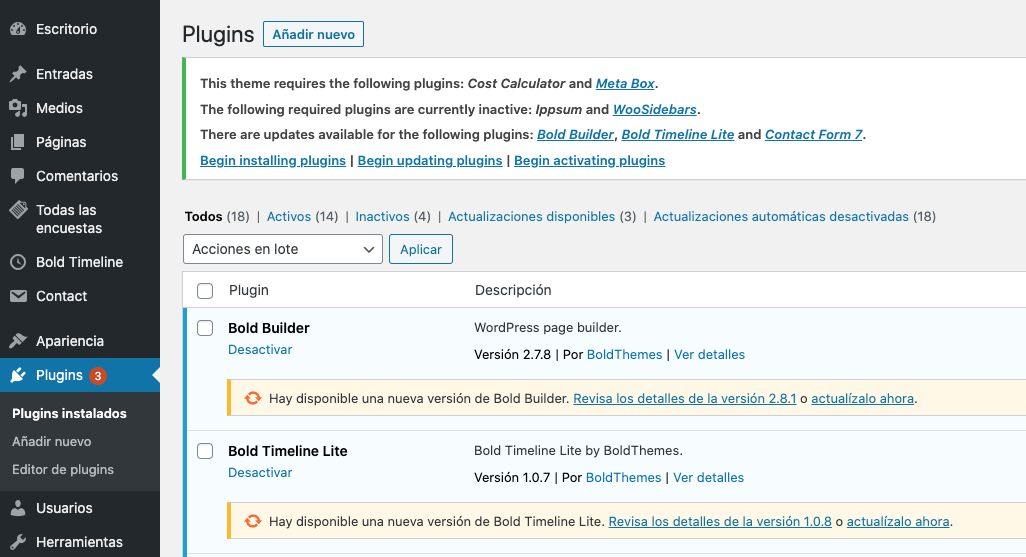 Escritorio
Entradas
Medios
Páginas
Comentarios
Todas las
encuestas
Bold Timeline
Contact
Apariencia
Plugins 3
Plugins instalados
Añadir nuevo
Editor de plugins
Usuarios
Herramientas
Plugins Añadir nuevo
This theme requires the following plugins: Cost Calculator and Meta Box.
The following required plugins are currently inactive: Ippsum and WooSidebars.
There are updates available for the following plugins: Bold Builder, Bold Timeline Lite and Contact Form 7.
Begin installing plugins | Begin updating plugins | Begin activating plugins
Todos (18) | Activos (14) | Inactivos (4) | Actualizaciones disponibles (3) | Actualizaciones automáticas desactivadas (18)
Acciones en lote Aplicar
Plugin Descripción
Bold Builder WordPress page builder.
Desactivar Versión 2.7.8 | Por BoldThemes | Ver detalles
Hay disponible una nueva versión de Bold Builder. Revisa los detalles de la versión 2.8.1 o actualízalo ahora.
Bold Timeline Lite Bold Timeline Lite by BoldThemes.
Desactivar Versión 1.0.7 | Por BoldThemes | Ver detalles
Hay disponible una nueva versión de Bold Timeline Lite. Revisa los detalles de la versión 1.0.8 o actualízalo ahora.